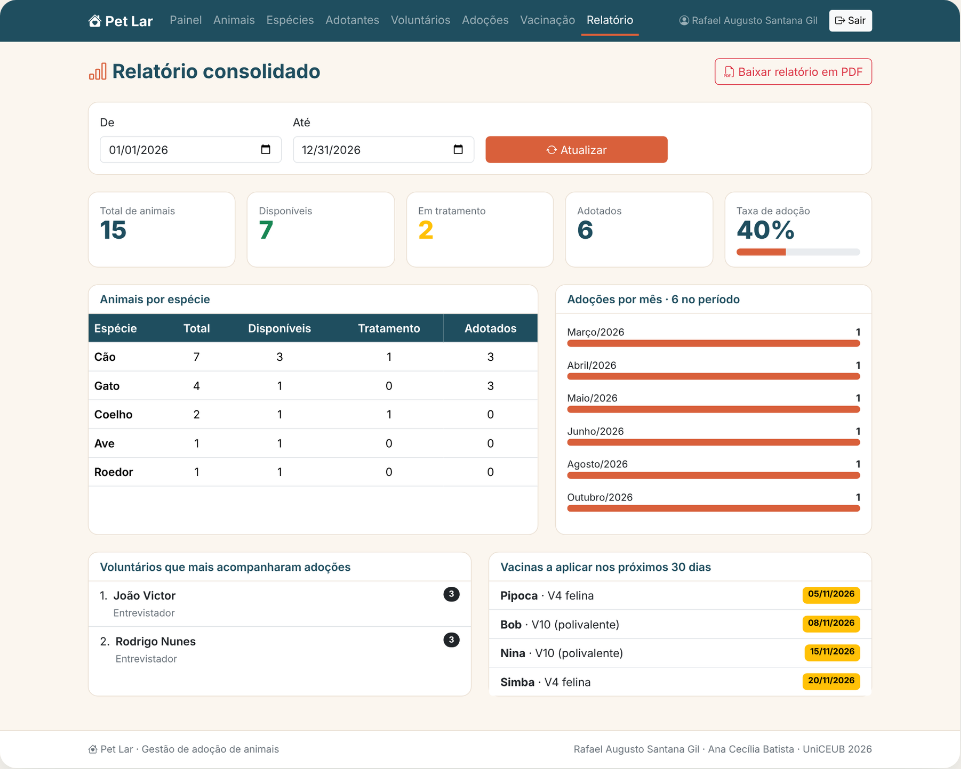 Pet Lar Painel Animais Espécies Adotantes Voluntários Adoções Vacinação Relatório Rafael Augusto Santana Gil Sair
Relatório consolidado Baixar relatório em PDF
De Até
01/01/2026 12/31/2026 Atualizar
Total de animais Disponíveis Em tratamento Adotados Taxa de adoção
15 7 2 6 40%
Animais por espécie
Espécie Total Disponíveis Tratamento Adotados
Cão 7 3 1 3
Gato 4 1 0 3
Coelho 2 1 1 0
Ave 1 1 0 0
Roedor 1 1 0 0
Adoções por mês · 6 no período
Março/2026 1
Abril/2026 1
Maio/2026 1
Junho/2026 1
Agosto/2026 1
Outubro/2026 1
Voluntários que mais acompanharam adoções
1. João Victor 3
Entrevistador
2. Rodrigo Nunes 3
Entrevistador
Vacinas a aplicar nos próximos 30 dias
Pipoca · V4 felina 05/11/2026
Bob · V10 (polivalente) 08/11/2026
Nina · V10 (polivalente) 15/11/2026
Simba · V4 felina 20/11/2026
Pet Lar · Gestão de adoção de animais Rafael Augusto Santana Gil · Ana Cecília Batista · UniCEUB 2026